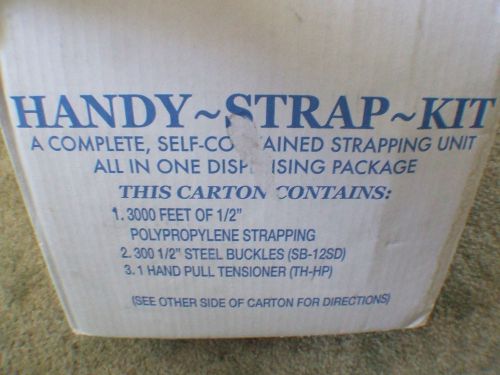 HANDY~STRAP~KIT
A COMPLETE, SELF-CONTAINED STRAPPING UNIT
ALL IN ONE DISPENSING PACKAGE
THIS CARTON CONTAINS:
1. 3000 FEET OF 1/2"
POLYPROPYLENE STRAPPING
2. 300 1/2" STEEL BUCKLES (SB-12SD)
3. 1 HAND PULL TENSIONER (TH-HP)
(SEE OTHER SIDE OF CARTON FOR DIRECTIONS)